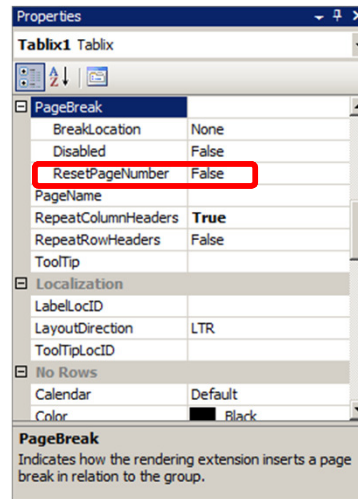 Properties
Tablix1 Tablix
PageBreak
BreakLocation None
Disabled False
ResetPageNumber False
PageName
RepeatColumnHeaders True
RepeatRowHeaders False
ToolTip
Localization
LabelLocID
LayoutDirection LTR
ToolTipLocID
No Rows
Calendar Default
Color Black
PageBreak
Indicates how the rendering extension inserts a page
break in relation to the group.